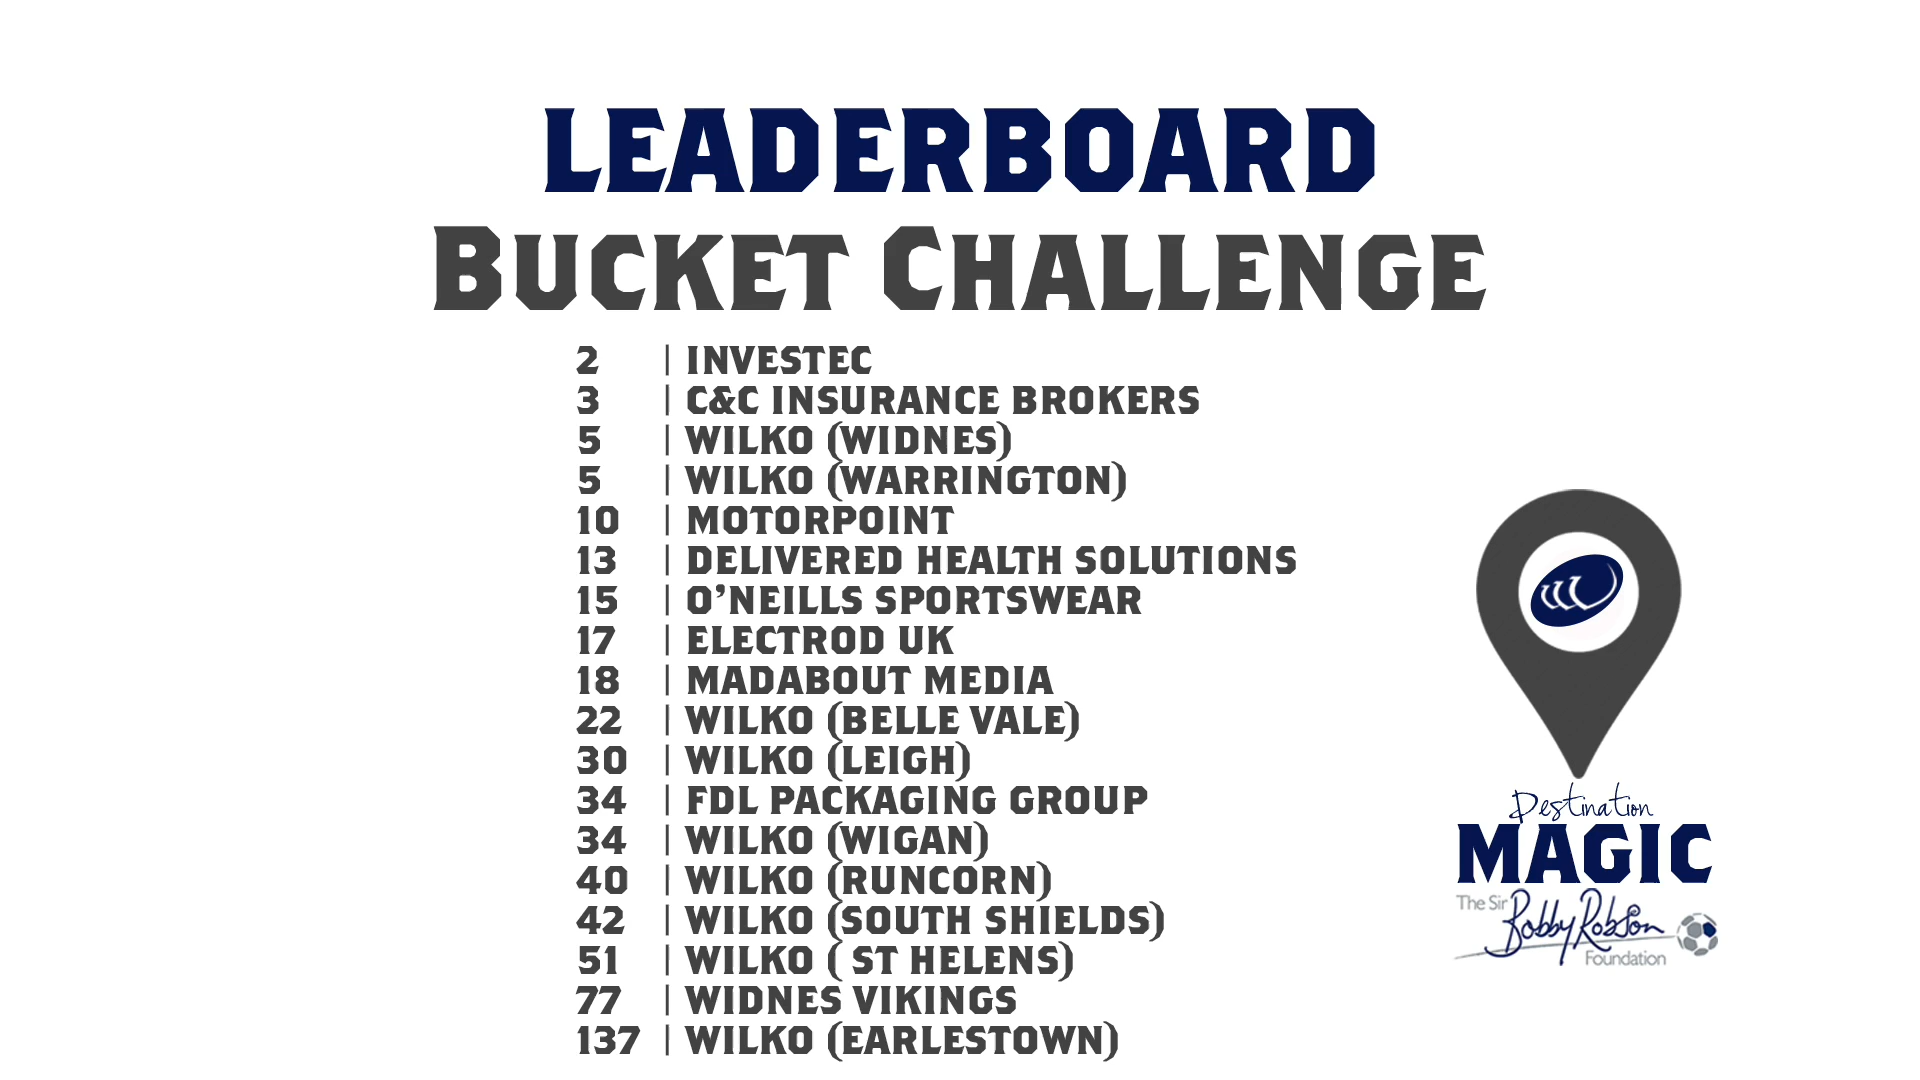 LEADERBOARD
BUCKET CHALLENGE
2 | INVESTEC
3 | C&C INSURANCE BROKERS
5 | WILKO (WIDNES)
5 | WILKO (WARRINGTON)
10 | MOTORPOINT
13 | DELIVERED HEALTH SOLUTIONS
15 | O’NEILLS SPORTSWEAR
17 | ELECTROD UK
18 | MADABOUT MEDIA
22 | WILKO (BELLE VALE)
30 | WILKO (LEIGH)
34 | FDL PACKAGING GROUP
34 | WILKO (WIGAN)
40 | WILKO (RUNCORN)
42 | WILKO (SOUTH SHIELDS)
51 | WILKO ( ST HELENS)
77 | WIDNES VIKINGS
137 | WILKO (EARLESTOWN)
Destination
MAGIC
The Sir Bobby Robson
Foundation